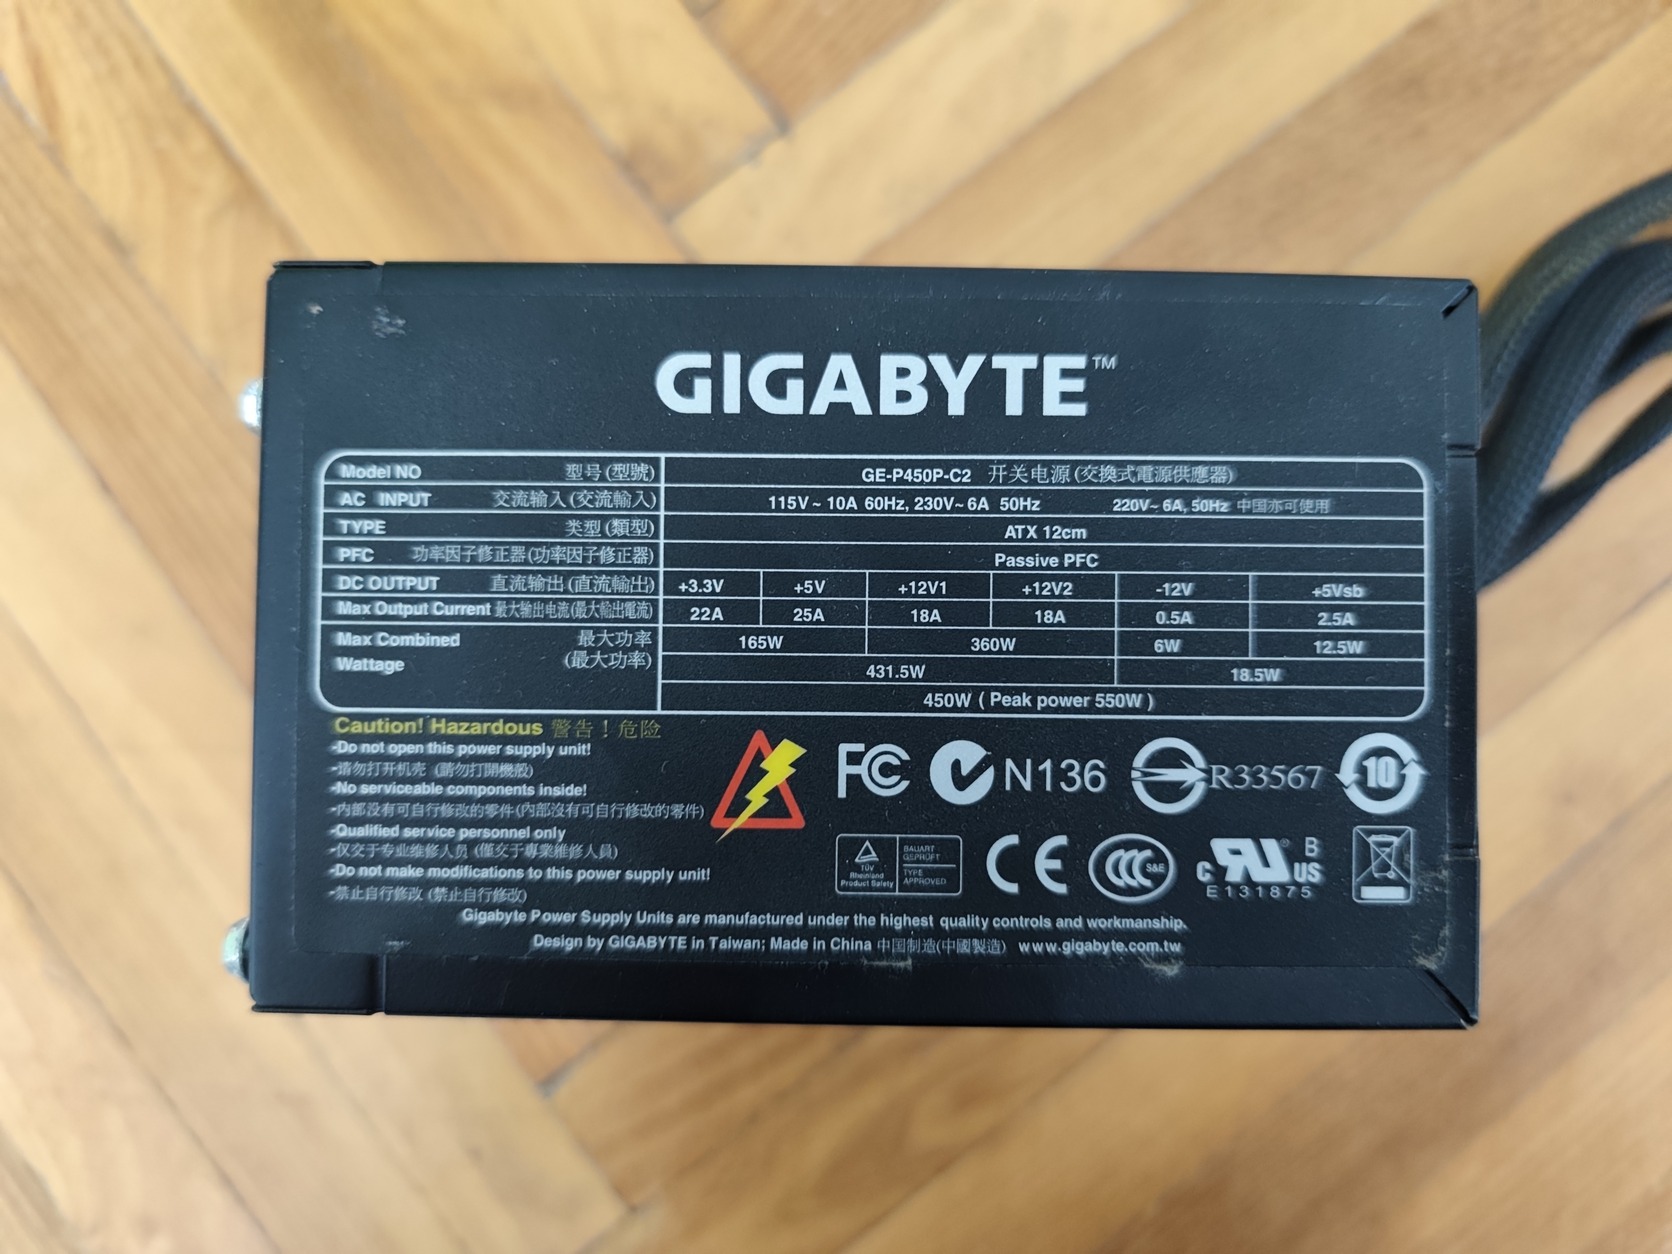 GIGABYTE™
Model NO 型号(型號) GE-P450P-C2 开关电源(交換式電源供應器)
AC INPUT 交流输入(交流輸入) 115V~10A 60Hz, 230V~6A 50Hz 220V~6A, 50Hz 中国亦可使用
TYPE 类型(類型) ATX 12cm
PFC 功率因子修正器(功率因子修正器) Passive PFC
DC OUTPUT 直流输出(直流輸出) +3.3V +5V +12V1 +12V2 -12V +5Vsb
Max Output Current 最大输出电流(最大輸出電流) 22A 25A 18A 18A 0.5A 2.5A
Max Combined 最大功率 165W 360W 6W 12.5W
Wattage (最大功率) 431.5W 18.5W
450W ( Peak power 550W )
Caution! Hazardous 警告！危险
-Do not open this power supply unit!
-请勿打开机壳 (請勿打開機殼)
-No serviceable components inside!
-内部没有可自行修改的零件(內部沒有可自行修改的零件)
-Qualified service personnel only
-仅交于专业维修人员 (僅交于專業維修人員)
-Do not make modifications to this power supply unit!
-禁止自行修改 (禁止自行修改)
FC N136 R33567 10
TÜV Rheinland Product Safety BAUART GEPRÜFT TYPE APPROVED CE CCC S&E C RU US B E131875
Gigabyte Power Supply Units are manufactured under the highest quality controls and workmanship.
Design by GIGABYTE in Taiwan; Made in China 中国制造(中國製造) www.gigabyte.com.tw